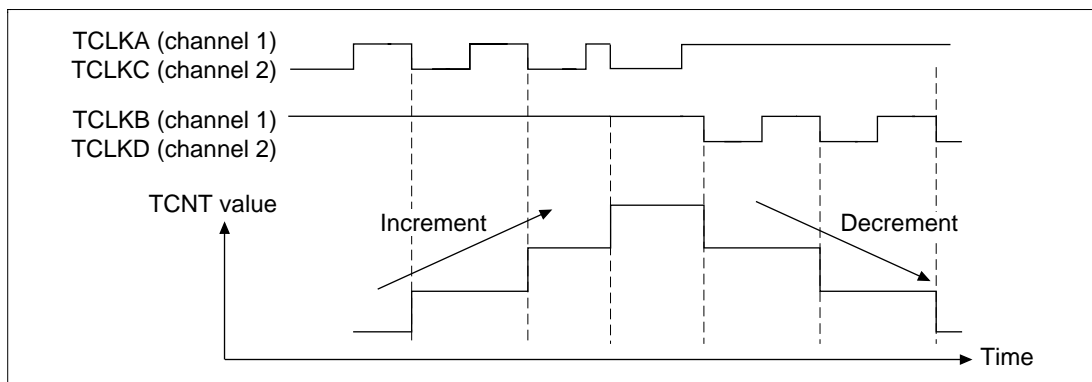 TCLKA (channel 1)
TCLKC (channel 2)
TCLKB (channel 1)
TCLKD (channel 2)
TCNT value
Increment
Decrement
Time